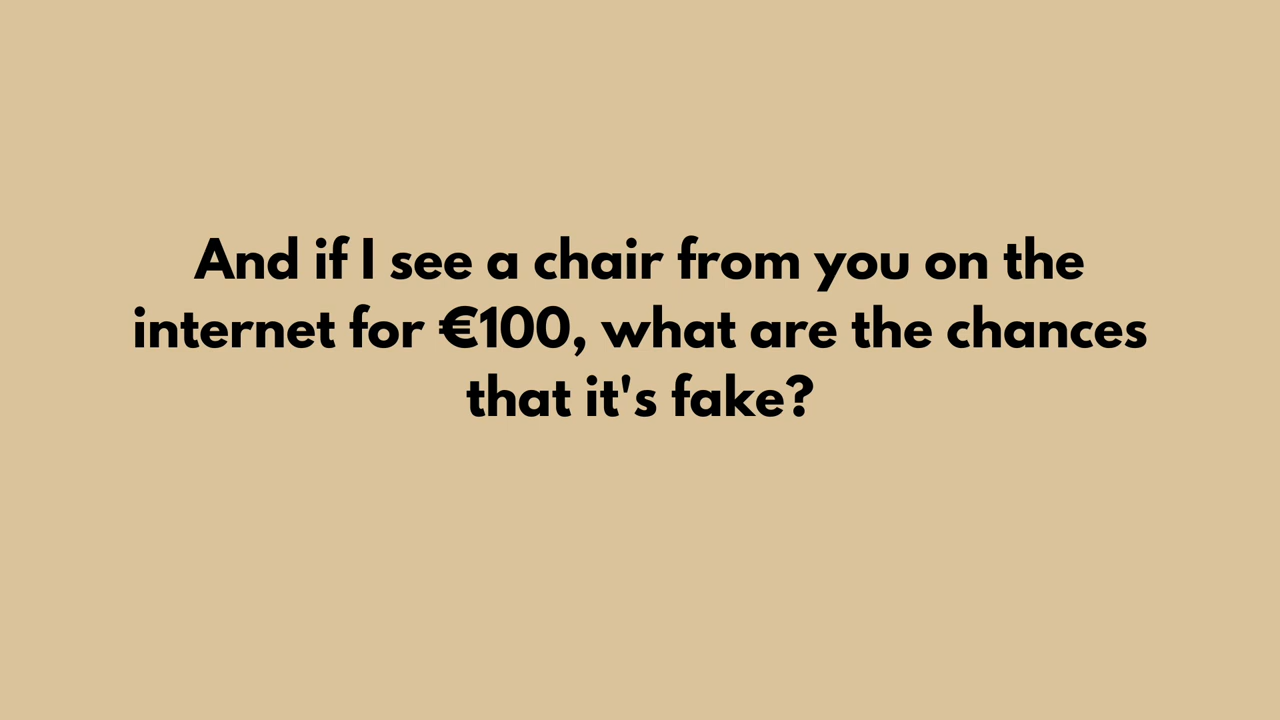 And if I see a chair from you on the
internet for €100, what are the chances
that it's fake?